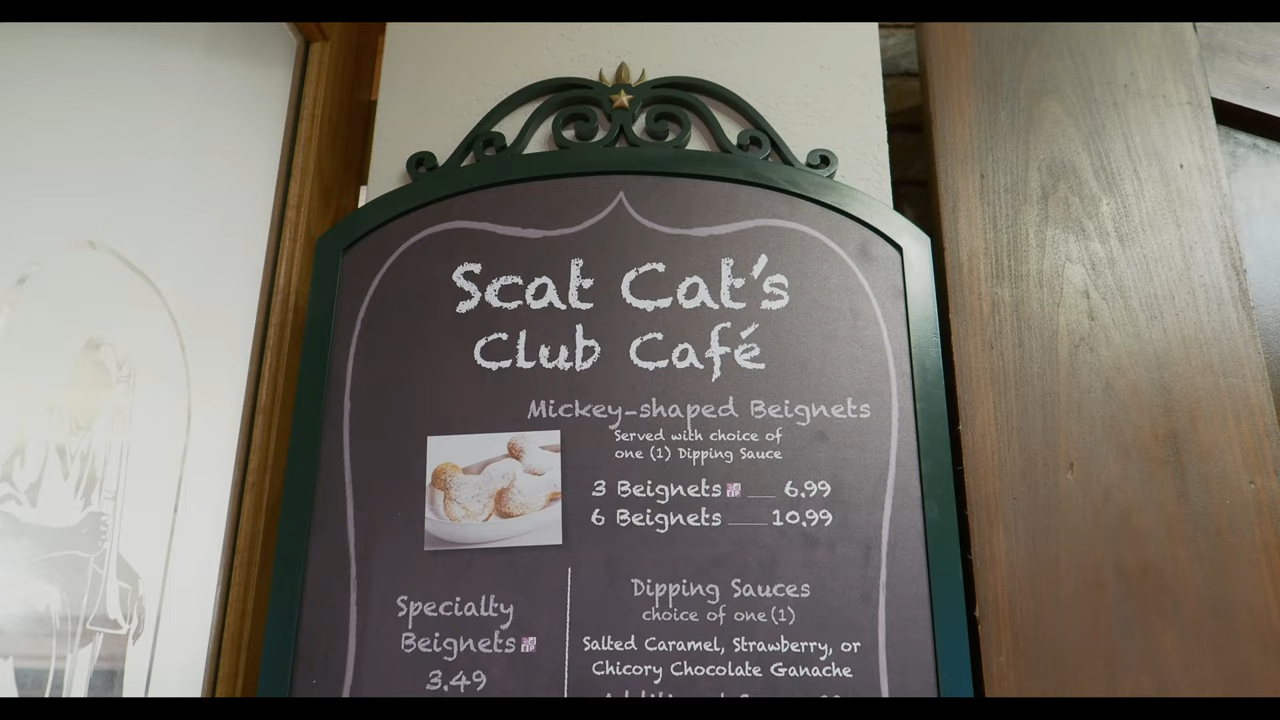 Scat Cat's
Club Café
Mickey-shaped Beignets
Served with choice of
one (1) Dipping Sauce
3 Beignets ___ 6.99
6 Beignets ____ 10.99
Specialty
Beignets
3.49
Dipping Sauces
choice of one (1)
Salted Caramel, Strawberry, or
Chicory Chocolate Ganache